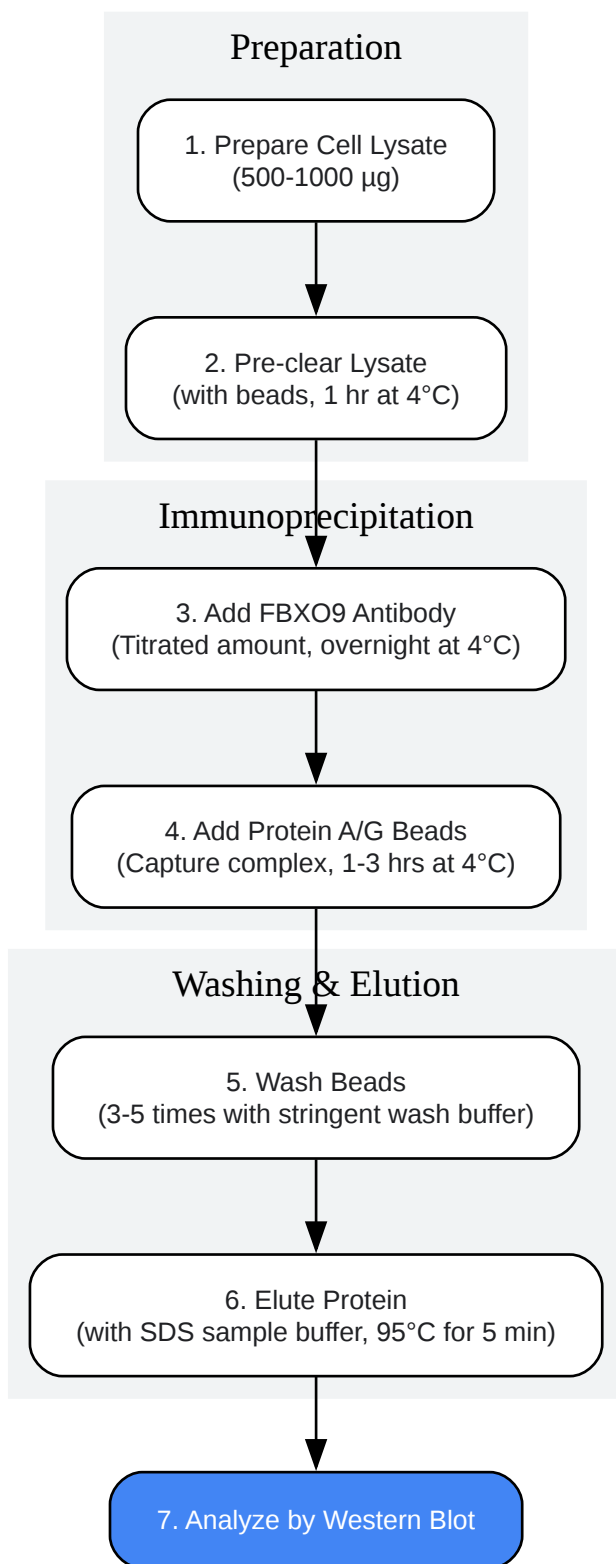 Preparation
1. Prepare Cell Lysate
(500-1000 µg)
2. Pre-clear Lysate
(with beads, 1 hr at 4°C)
Immunoprecipitation
3. Add FBXO9 Antibody
(Titrated amount, overnight at 4°C)
4. Add Protein A/G Beads
(Capture complex, 1-3 hrs at 4°C)
Washing & Elution
5. Wash Beads
(3-5 times with stringent wash buffer)
6. Elute Protein
(with SDS sample buffer, 95°C for 5 min)
7. Analyze by Western Blot